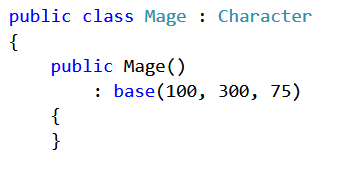 public class Mage : Character
{
    public Mage()
        : base(100, 300, 75)
    {
    }